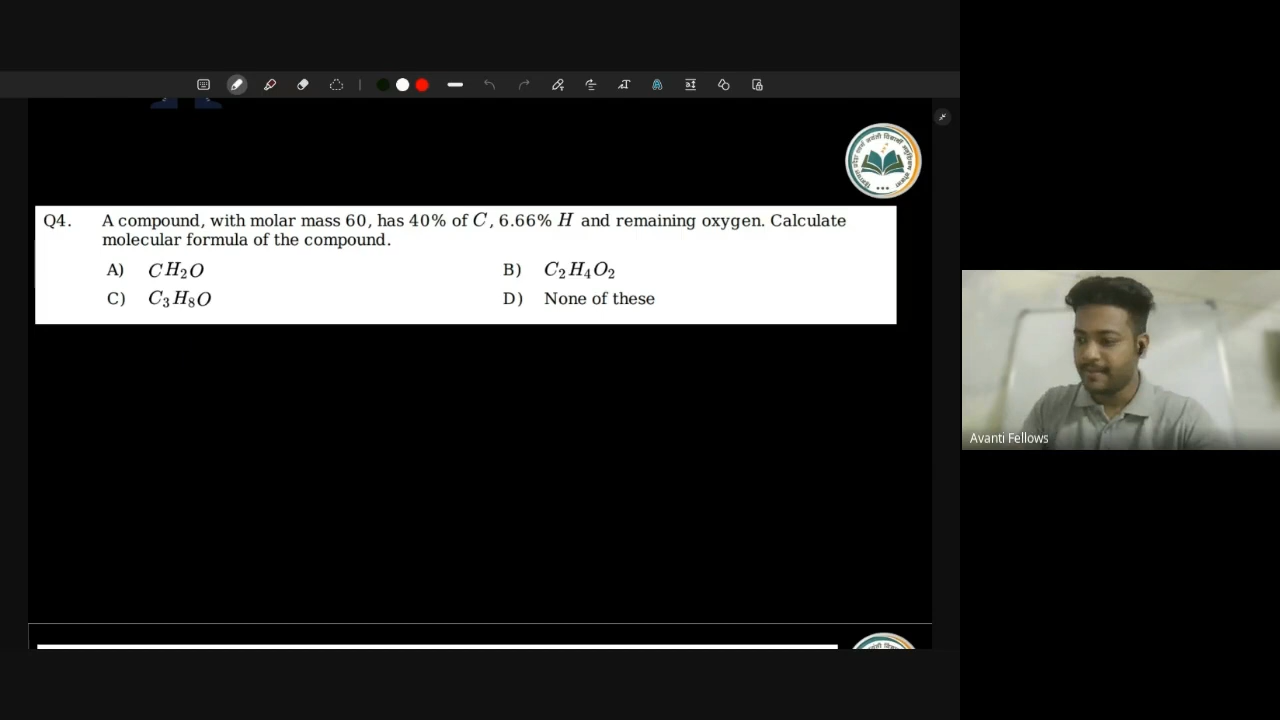 Q4. A compound, with molar mass 60, has 40% of C, 6.66% H and remaining oxygen. Calculate
molecular formula of the compound.
A) CH₂O B) C₂H₄O₂
C) C₃H₈O D) None of these
Avanti Fellows